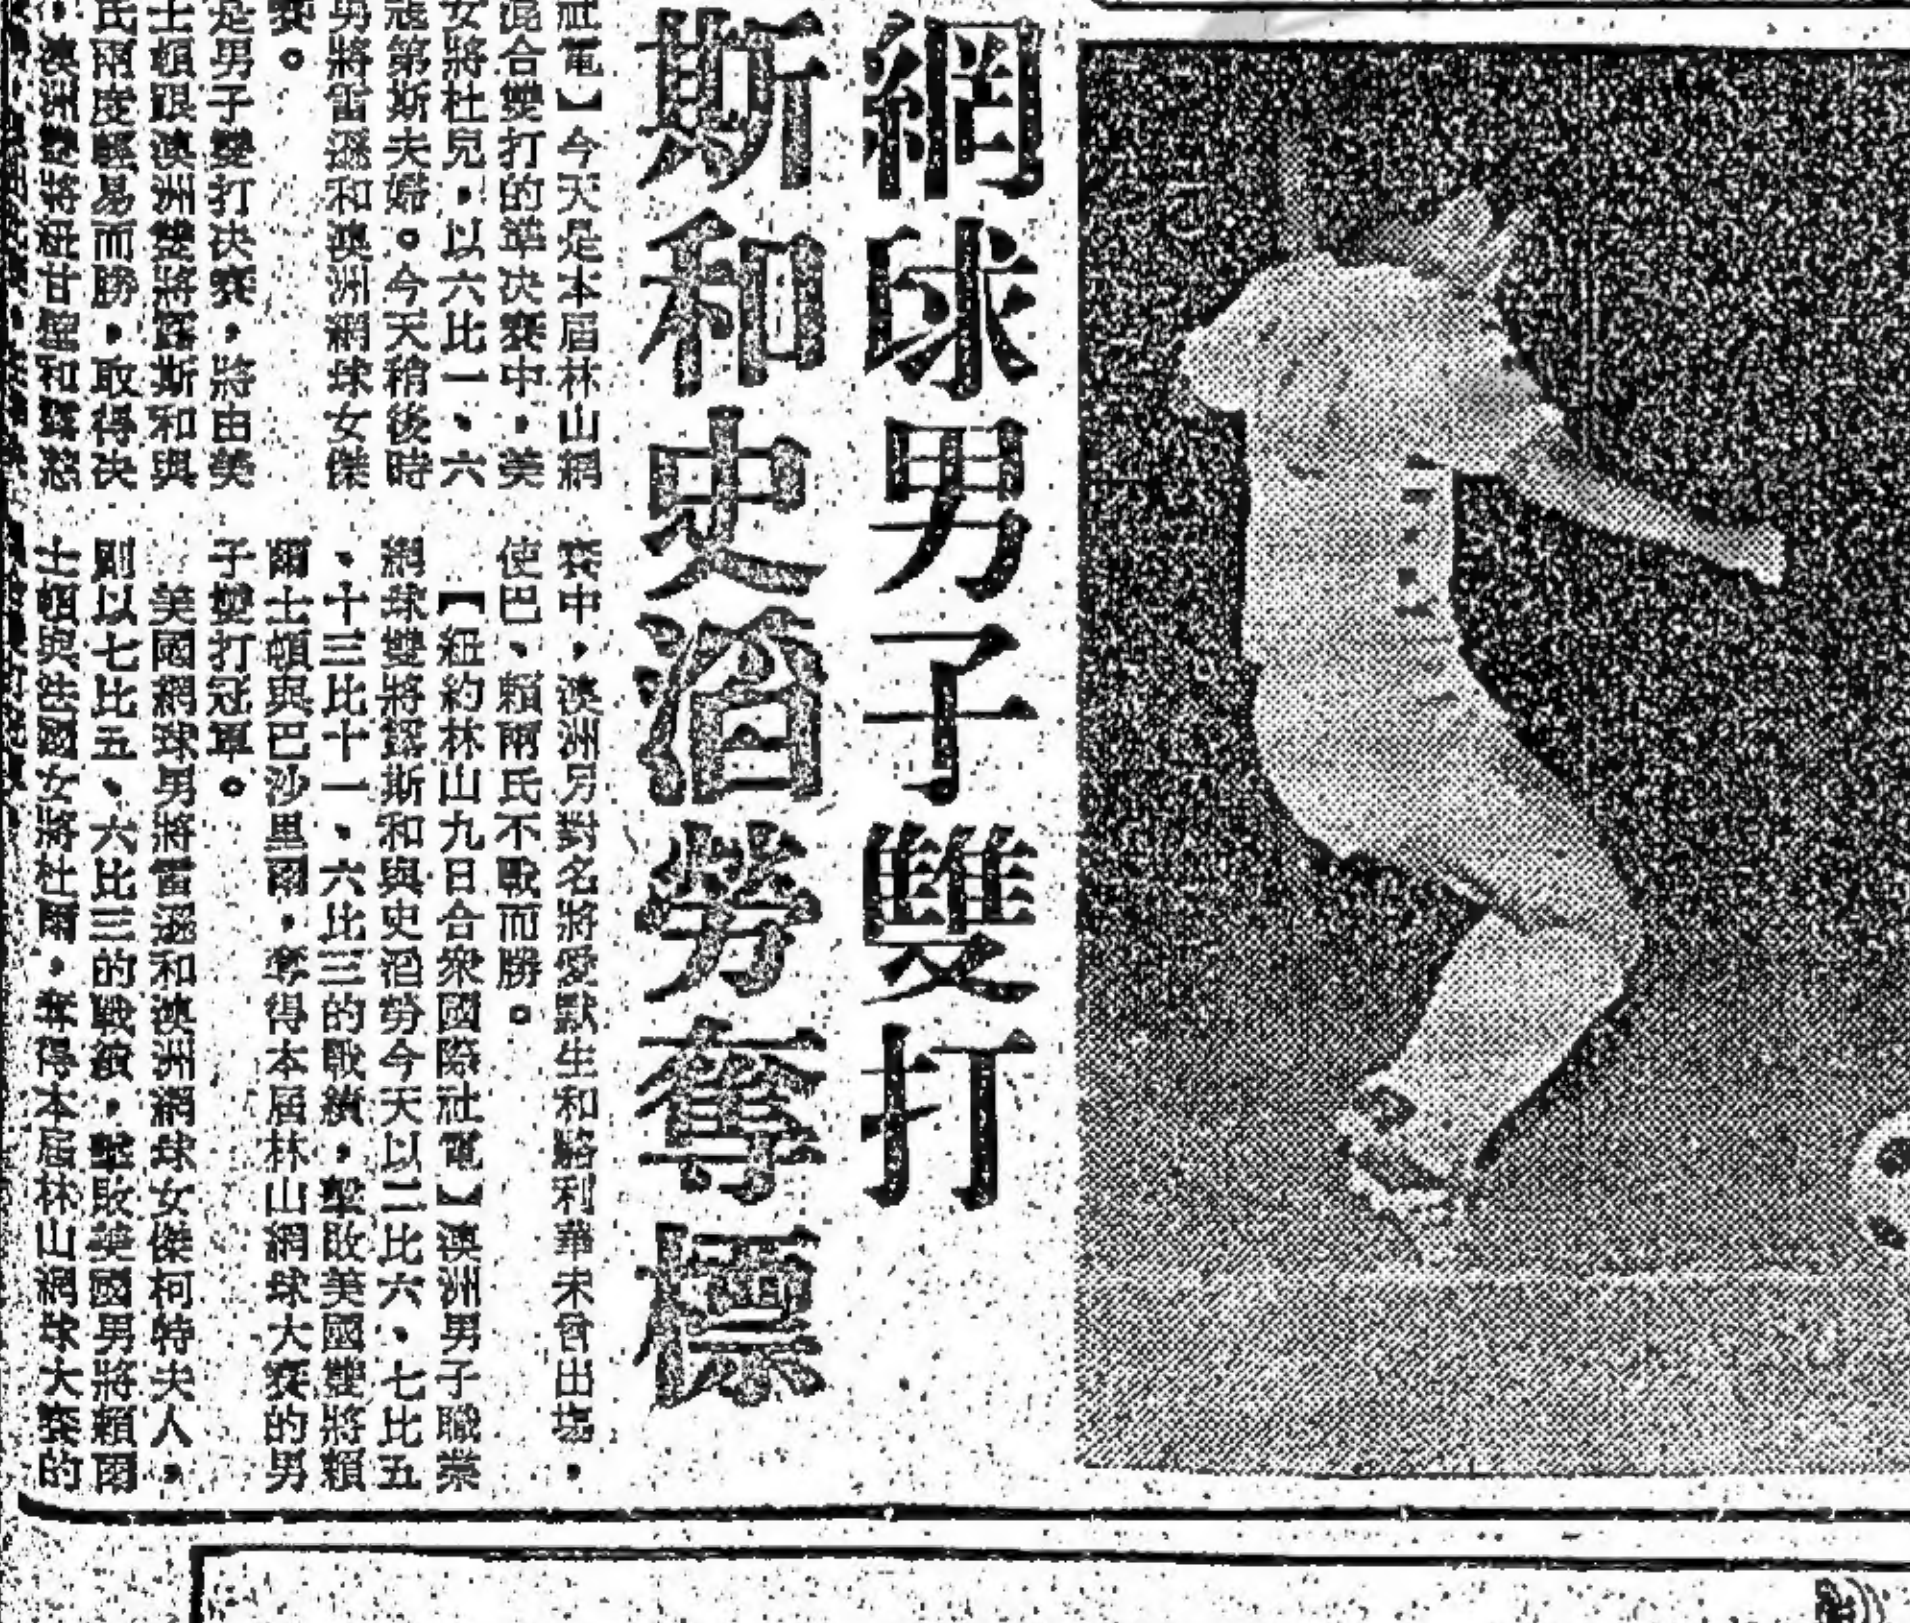 網球男子雙打
斯和史滔勞奪標
社電】今天是本屆林山網
混合雙打的準决賽中，美
女將杜兒，以六比一、六
冠第斯夫婦。今天稍後時
男將雷遜和澳洲網球女傑
賽。
是男子雙打决賽，將由美
士頓跟澳洲雙將露斯和與
氏兩度輕易而勝，取得决
澳洲雙將紐甘屋和露愁
賽中，澳洲另對名將愛默生和駱利華未曾出塲，
使巴、賴兩氏不戰而勝。
【紐約林山九日合衆國際社電】澳洲男子職業
網球雙將露斯和與史滔勞今天以二比六、七比五
、十三比十一、六比三的戰績，擊敗美國雙將賴
爾士頓與巴沙里爾，奪得本屆林山網球大賽的男
子雙打冠軍。
美國網球男將雷遜和澳洲網球女傑柯特夫人，
則以七比五、六比三的戰績，擊敗美國男將賴爾
士頓與法國女將杜爾，奪得本屆林山網球大賽的